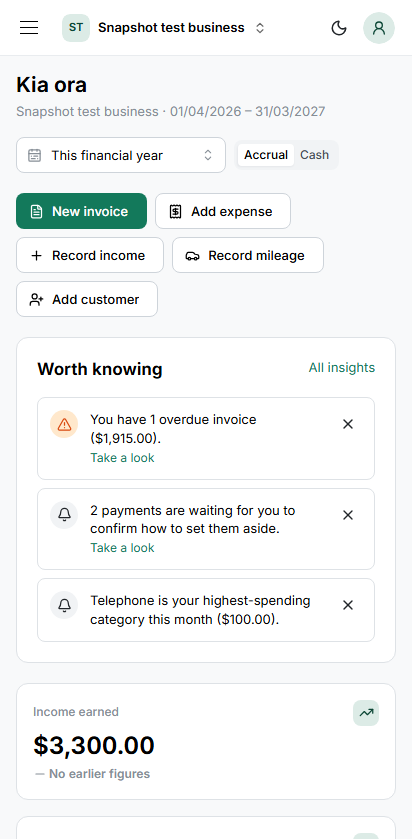 ST Snapshot test business
Kia ora
Snapshot test business · 01/04/2026 – 31/03/2027
This financial year
Accrual Cash
New invoice
Add expense
Record income
Record mileage
Add customer
Worth knowing
All insights
You have 1 overdue invoice
($1,915.00).
Take a look
2 payments are waiting for you to
confirm how to set them aside.
Take a look
Telephone is your highest-spending
category this month ($100.00).
Income earned
$3,300.00
— No earlier figures